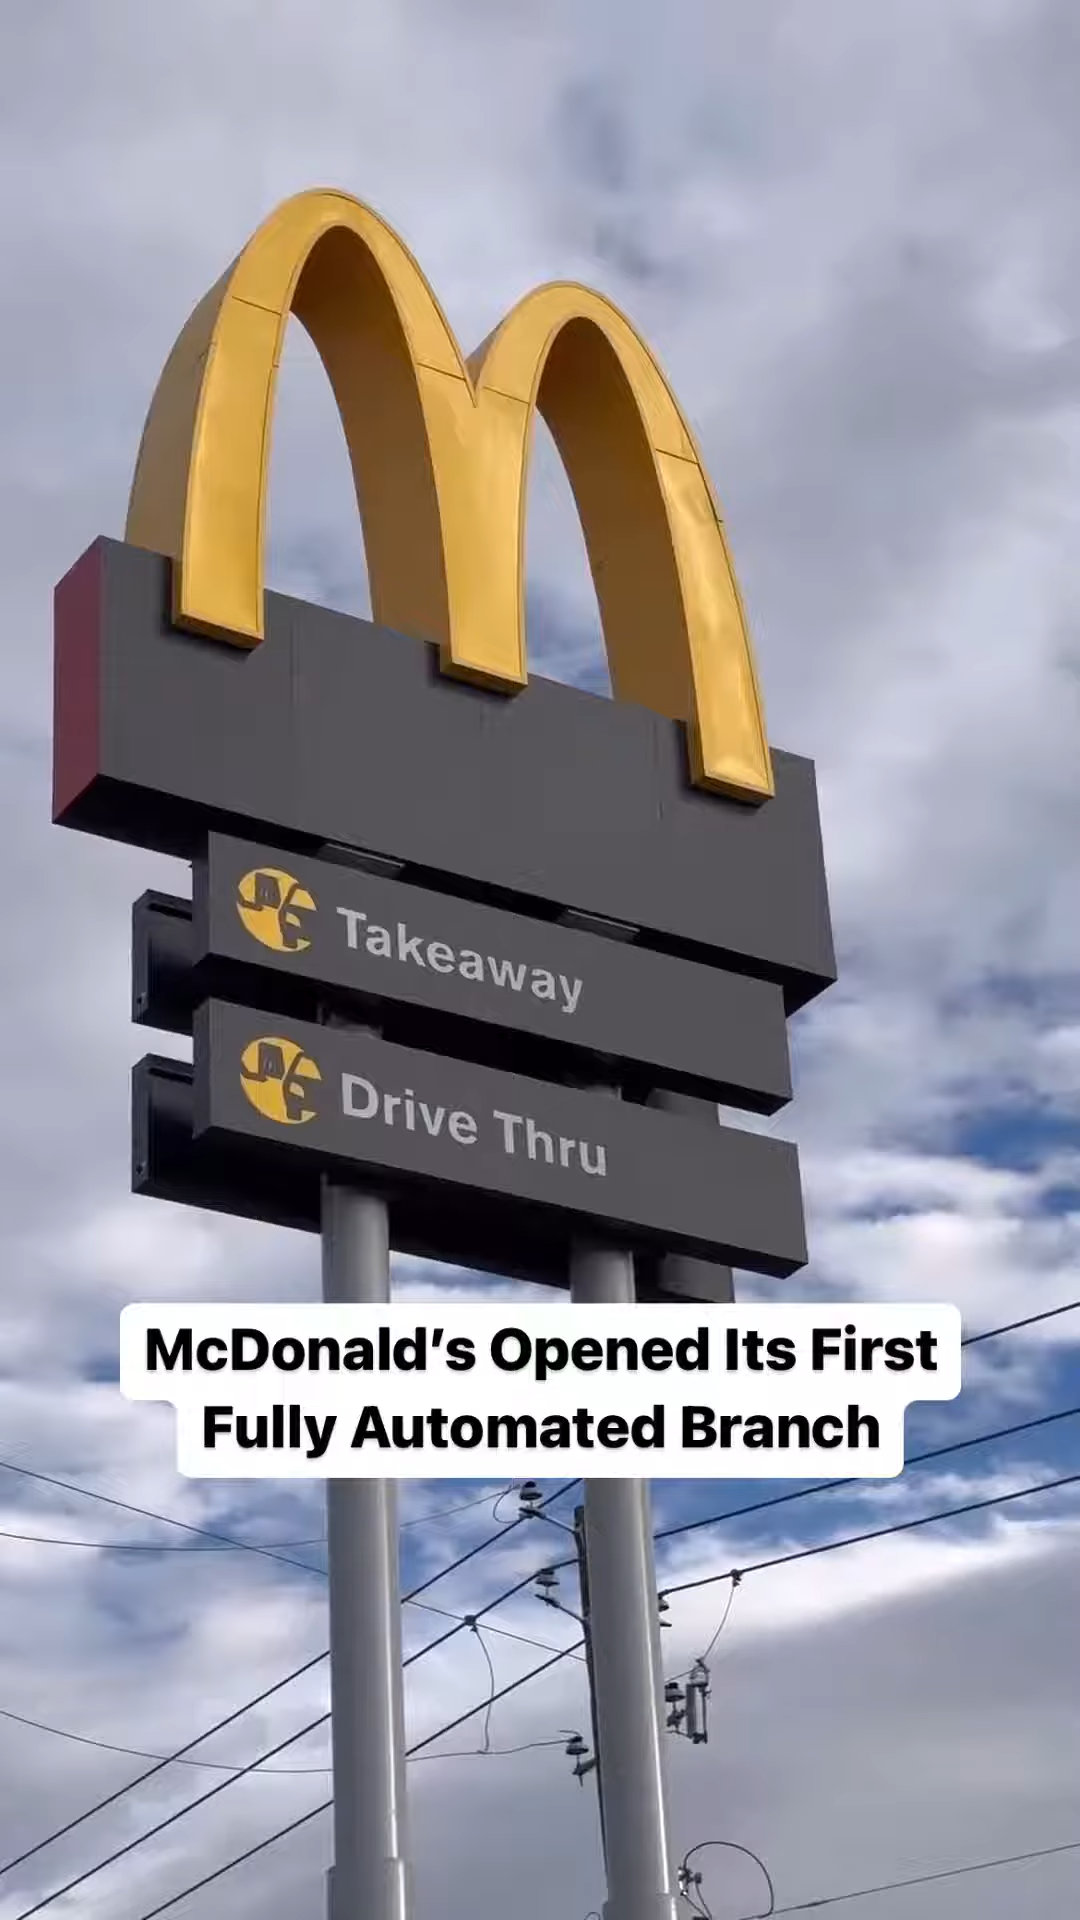 Takeaway
Drive Thru
McDonald’s Opened Its First
Fully Automated Branch